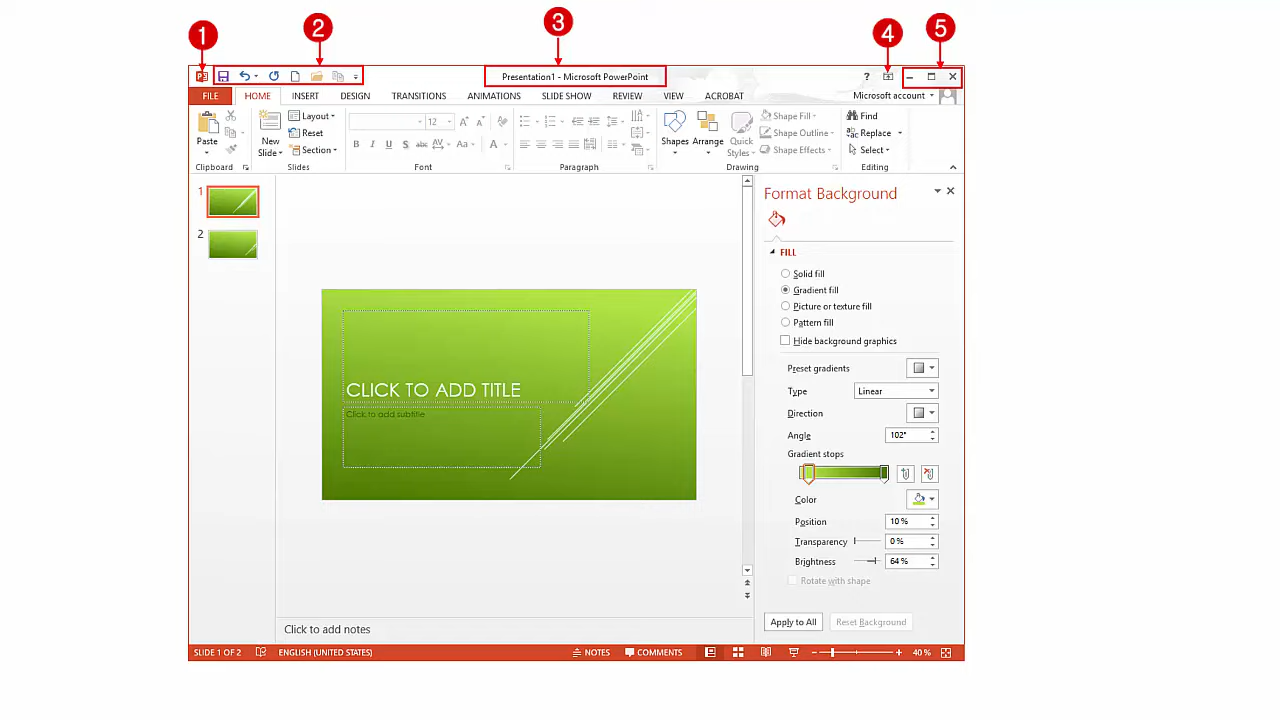 1 2 3 4 5
Presentation1 - Microsoft PowerPoint ?
FILE HOME INSERT DESIGN TRANSITIONS ANIMATIONS SLIDE SHOW REVIEW VIEW ACROBAT Microsoft account
Paste
Clipboard
New
Slide
Layout
Reset
Section
Slides
12
B I U S abc AV Aa A
Font
Paragraph
Shapes Arrange Quick
Styles
Shape Fill
Shape Outline
Shape Effects
Drawing
Find
Replace
Select
Editing
1
2
CLICK TO ADD TITLE
Click to add subtitle
Click to add notes
Format Background
FILL
Solid fill
Gradient fill
Picture or texture fill
Pattern fill
Hide background graphics
Preset gradients
Type Linear
Direction
Angle 102°
Gradient stops
Color
Position 10 %
Transparency 0 %
Brightness 64 %
Rotate with shape
Apply to All Reset Background
SLIDE 1 OF 2 ENGLISH (UNITED STATES) NOTES COMMENTS 40 %